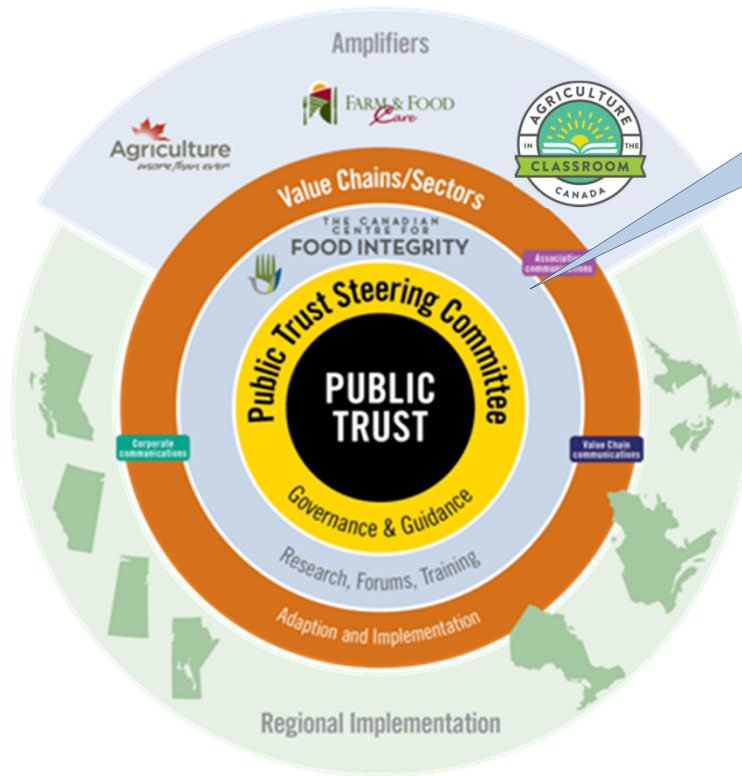 Amplifiers
Agriculture
more than ever
FARM & FOOD
Care
AGRICULTURE
IN THE
CLASSROOM
CANADA
Value Chains/Sectors
THE CANADIAN
CENTRE FOR
FOOD INTEGRITY
Association
communications
Public Trust Steering Committee
PUBLIC
TRUST
Corporate
communications
Value Chain
communications
Governance & Guidance
Research, Forums, Training
Adaption and Implementation
Regional Implementation